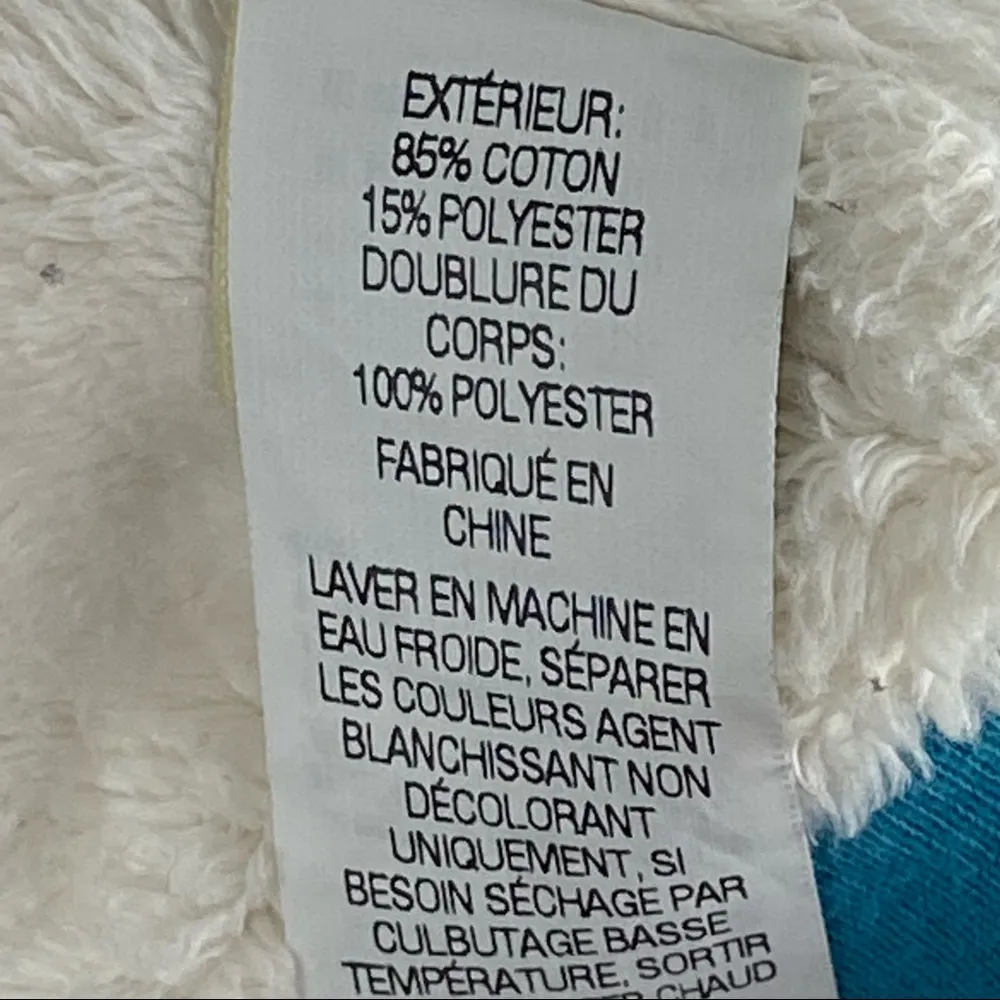 EXTÉRIEUR:
85% COTON
15% POLYESTER
DOUBLURE DU
CORPS:
100% POLYESTER
FABRIQUÉ EN
CHINE
LAVER EN MACHINE EN
EAU FROIDE, SÉPARER
LES COULEURS AGENT
BLANCHISSANT NON
DÉCOLORANT
UNIQUEMENT, SI
BESOIN SÉCHAGE PAR
CULBUTAGE BASSE
TEMPÉRATURE. SORTIR
CHAUD